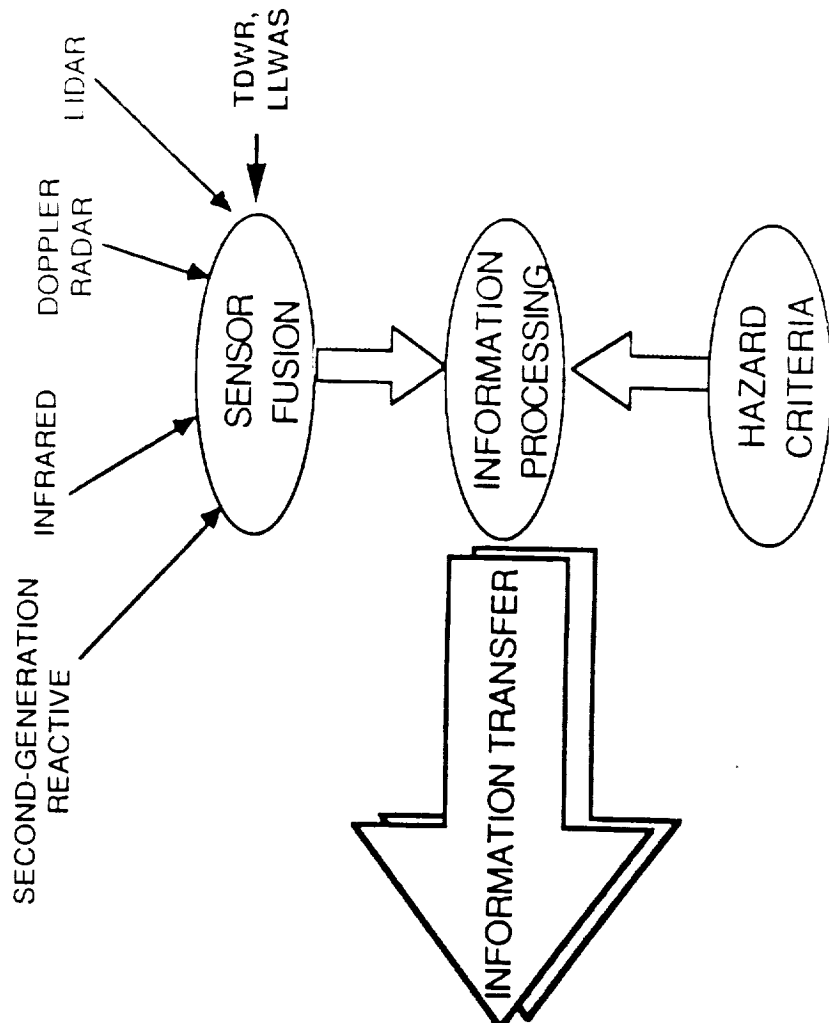 SECOND-GENERATION
REACTIVE
INFRARED
DOPPLER
RADAR
LIDAR
TDWR,
LLWAS
SENSOR
FUSION
INFORMATION
PROCESSING
HAZARD
CRITERIA
INFORMATION TRANSFER